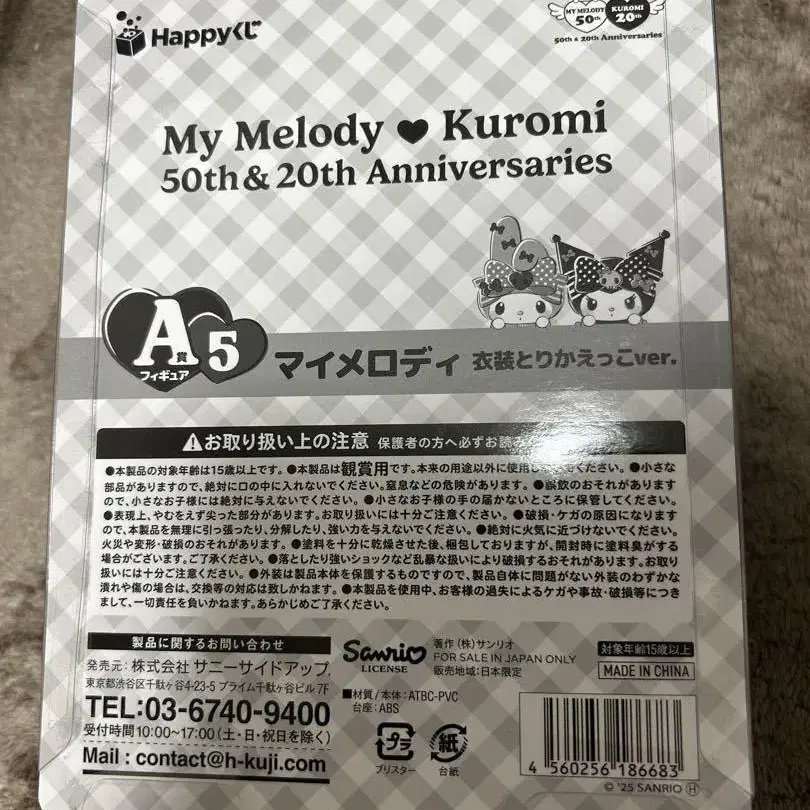 Happyくじ
MY MELODY 50th KUROMI 20th
50th & 20th Anniversaries
My Melody ♥ Kuromi
50th & 20th Anniversaries
A賞 フィギュア 5 マイメロディ 衣装とりかえっこver.
⚠お取り扱い上の注意 保護者の方へ必ずお読み
●本製品の対象年齢は15歳以上です。●本製品は観賞用です。本来の用途以外に使用しないでください。●小さな
部品がありますので、絶対に口の中に入れないでください。窒息などの危険があります。●誤飲のおそれがあります
ので、小さなお子様には絶対に与えないでください。●小さなお子様の手の届かないところに保管してください。
●表現上、やむをえず尖った部分があります。お取り扱いには十分ご注意ください。●破損・ケガの原因になります
ので、本製品を無理に引っ張ったり、分解したり、強い力を与えないでください。●絶対に火気に近づけないでください。
火災や変形・破損のおそれがあります。●塗料を十分に乾燥させた後、梱包しておりますが、開封時に塗料臭がする
場合がございます。ご了承ください。●落としたり強いショックなど乱暴な扱いにより破損するおそれがあります。お取り
扱いには十分ご注意ください。●外装は製品本体を保護するものですので、製品自体に問題がない外装のわずかな
潰れや傷の場合は、交換等の対応は致しかねます。●本製品を使用中、お客様の過失によるケガや事故・破損等につき
まして、一切責任を負いかねます。あらかじめご了承ください。
製品に関するお問い合わせ
発売元:株式会社 サニーサイドアップ
東京都渋谷区千駄ヶ谷4-23-5 プライム千駄ヶ谷ビル 7F
TEL:03-6740-9400
受付時間10:00~17:00(土・日・祝日を除く)
Mail : contact@h-kuji.com
Sanrio
LICENSE
著作(株)サンリオ
FOR SALE IN JAPAN ONLY
販売地域:日本限定
対象年齢15歳以上
MADE IN CHINA
■材質/本体:ATBC-PVC
台座:ABS
プラ
ブリスター
紙
台紙
4 560256 186683
© '25 SANRIO Ⓗ